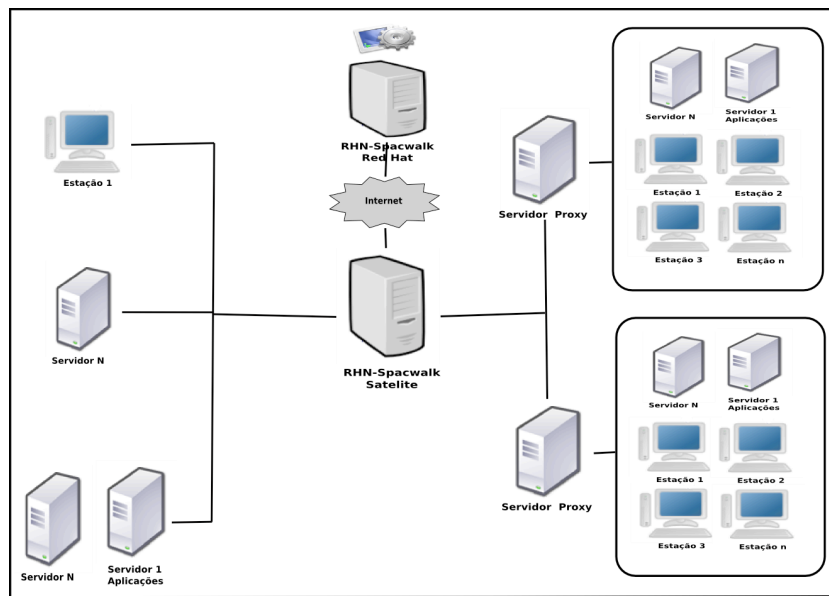 RHN-Spacwalk
Red Hat
Internet
RHN-Spacwalk
Satelite
Estação 1
Servidor N
Servidor N
Servidor 1
Aplicações
Servidor Proxy
Servidor N
Servidor 1
Aplicações
Estação 1
Estação 2
Estação 3
Estação n
Servidor Proxy
Servidor N
Servidor 1
Aplicações
Estação 1
Estação 2
Estação 3
Estação n